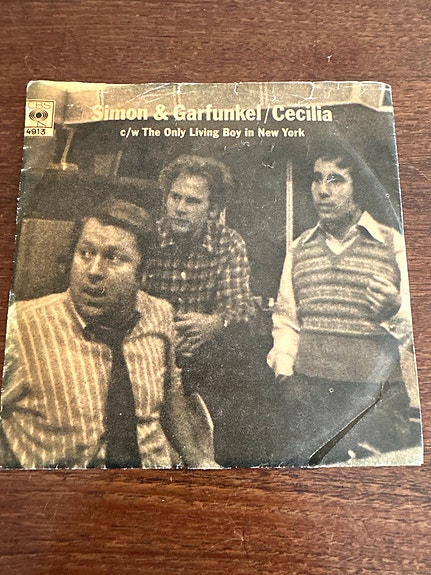 CBS
4913
Simon & Garfunkel/Cecilia
c/w The Only Living Boy in New York